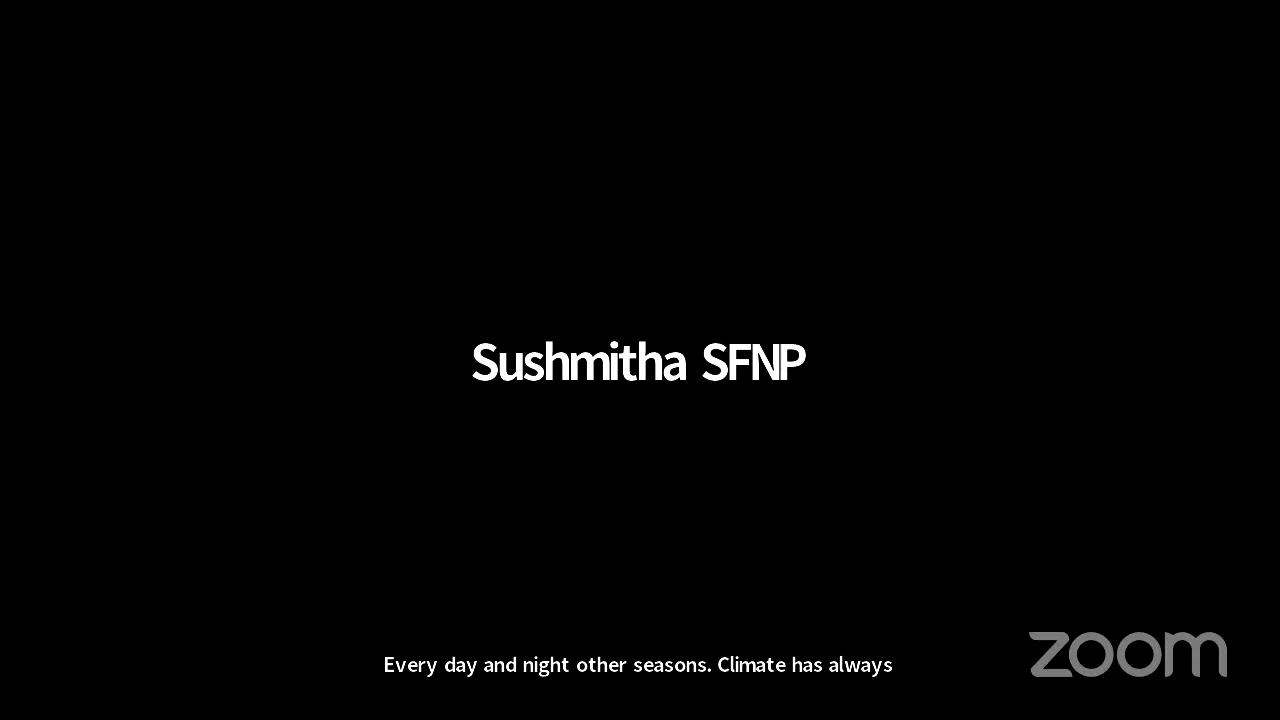 Sushmitha SFNP
Every day and night other seasons. Climate has always
zoom